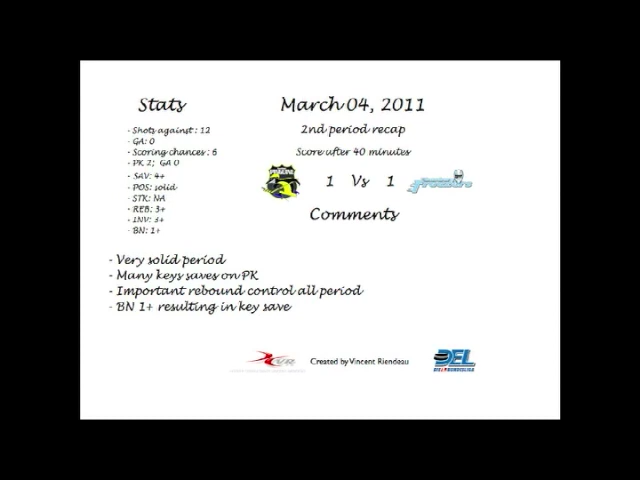 Stats
- Shots against : 12
- GA: 0
- Scoring chances : 6
- PK 2; GA 0
- SAV: 4+
- POS: solid
- STK: NA
- REB: 3+
- INV: 3+
- BN: 1+
March 04, 2011
2nd period recap
Score after 40 minutes
1 Vs 1
Freezers
Comments
- Very solid period
- Many keys saves on PK
- Important rebound control all period
- BN 1+ resulting in key save
Created by Vincent Riendeau
DEL